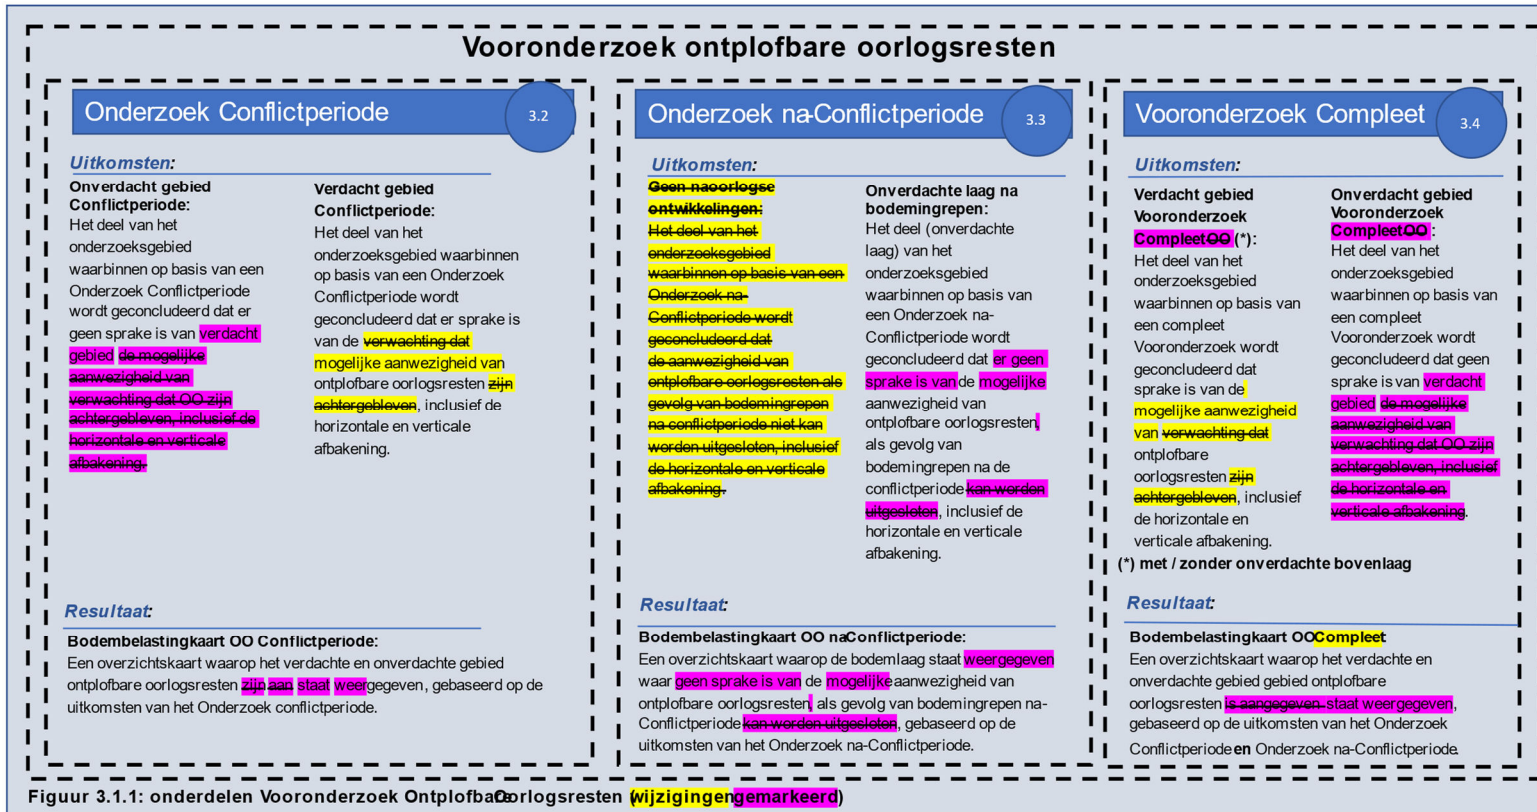 Vooronderzoek ontplofbare oorlogsresten
Onderzoek Conflictperiode
3.2
Uitkomsten:
Onverdacht gebied
Conflictperiode:
Het deel van het
onderzoeksgebied
waarbinnen op basis van een
Onderzoek Conflictperiode
wordt geconcludeerd dat er
geen sprake is van verdacht
gebied de mogelijke
aanwezigheid van
verwachting dat OO zijn
achtergebleven, inclusief de
horizontale en verticale
afbakening.
Verdacht gebied
Conflictperiode:
Het deel van het
onderzoeksgebied waarbinnen
op basis van een Onderzoek
Conflictperiode wordt
geconcludeerd dat er sprake is
van de verwachting dat
mogelijke aanwezigheid van
ontplofbare oorlogsresten zijn
achtergebleven, inclusief de
horizontale en verticale
afbakening.
Resultaat:
Bodembelastingkaart OO Conflictperiode:
Een overzichtskaart waarop het verdachte en onverdachte gebied
ontplofbare oorlogsresten zijn aan staat weergegeven, gebaseerd op de
uitkomsten van het Onderzoek conflictperiode.
Onderzoek na-Conflictperiode
3.3
Uitkomsten:
Geen naoorlogse
ontwikkelingen:
Het deel van het
onderzoeksgebied
waarbinnen op basis van een
Onderzoek na-
Conflictperiode wordt
geconcludeerd dat
de aanwezigheid van
ontplofbare oorlogsresten als
gevolg van bodemingrepen
na conflictperiode niet kan
worden uitgesloten, inclusief
de horizontale en verticale
afbakening.
Onverdachte laag na
bodemingrepen:
Het deel (onverdachte
laag) van het
onderzoeksgebied
waarbinnen op basis van
een Onderzoek na-
Conflictperiode wordt
geconcludeerd dat er geen
sprake is van de mogelijke
aanwezigheid van
ontplofbare oorlogsresten,
als gevolg van
bodemingrepen na de
conflictperiode kan worden
uitgesloten, inclusief de
horizontale en verticale
afbakening.
Resultaat:
Bodembelastingkaart OO naConflictperiode:
Een overzichtskaart waarop de bodemlaag staat weergegeven
waar geen sprake is van de mogelijke aanwezigheid van
ontplofbare oorlogsresten, als gevolg van bodemingrepen na-
Conflictperiode kan worden uitgesloten, gebaseerd op de
uitkomsten van het Onderzoek na-Conflictperiode.
Vooronderzoek Compleet
3.4
Uitkomsten:
Verdacht gebied
Vooronderzoek
Compleet OO (*):
Het deel van het
onderzoeksgebied
waarbinnen op basis van
een compleet
Vooronderzoek wordt
geconcludeerd dat
sprake is van de
mogelijke aanwezigheid
van verwachting dat
ontplofbare
oorlogsresten zijn
achtergebleven, inclusief
de horizontale en
verticale afbakening.
(*) met / zonder onverdachte bovenlaag
Onverdacht gebied
Vooronderzoek
Compleet OO :
Het deel van het
onderzoeksgebied
waarbinnen op basis van
een compleet
Vooronderzoek wordt
geconcludeerd dat geen
sprake is van verdacht
gebied de mogelijke
aanwezigheid van
verwachting dat OO zijn
achtergebleven, inclusief
de horizontale en
verticale afbakening.
Resultaat:
Bodembelastingkaart OO Compleet
Een overzichtskaart waarop het verdachte en
onverdachte gebied gebied ontplofbare
oorlogsresten is aangegeven staat weergegeven,
gebaseerd op de uitkomsten van het Onderzoek
Conflictperiode en Onderzoek na-Conflictperiode.
Figuur 3.1.1: onderdelen Vooronderzoek Ontplofbare Oorlogsresten (wijzigingen gemarkeerd)